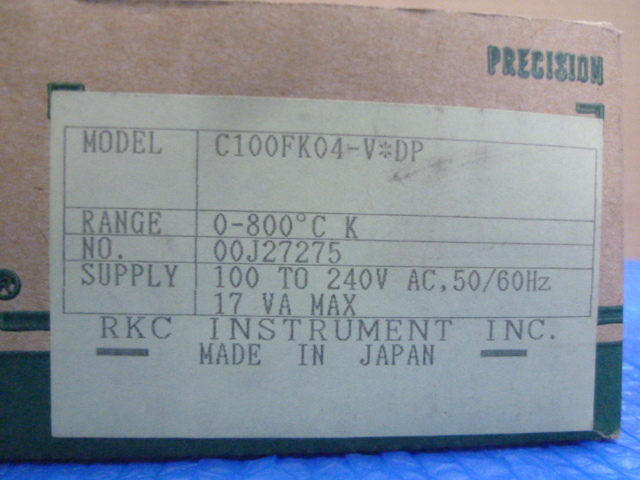 PRECISION
MODEL C100FK04-V*DP
RANGE 0-800°C K
NO. 00J27275
SUPPLY 100 TO 240V AC,50/60Hz
17 VA MAX
RKC INSTRUMENT INC.
MADE IN JAPAN
®